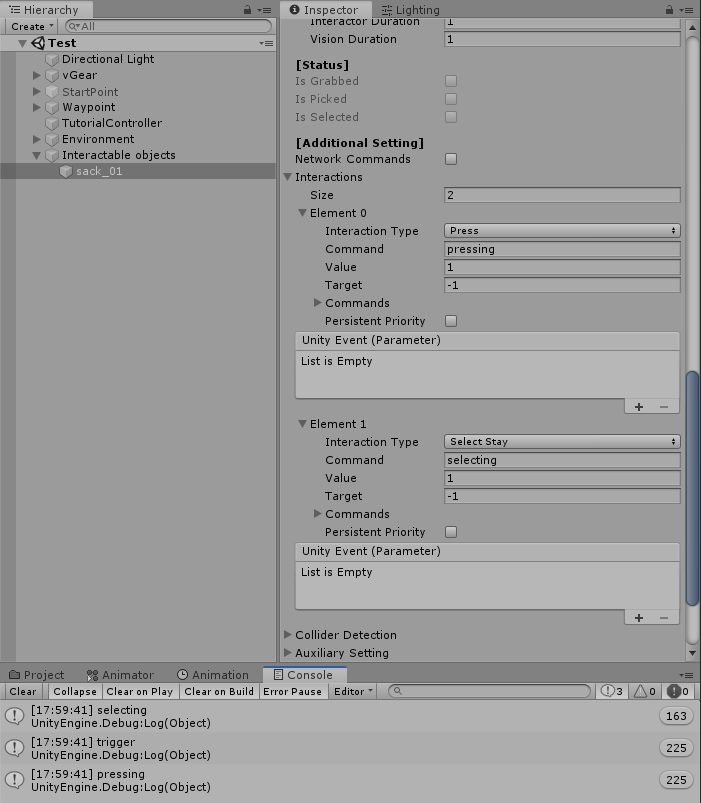 Hierarchy
Create
All
Test
Directional Light
vGear
StartPoint
Waypoint
TutorialController
Environment
Interactable objects
sack_01
Inspector
Lighting
Interactor Duration 1
Vision Duration 1
[Status]
Is Grabbed
Is Picked
Is Selected
[Additional Setting]
Network Commands
Interactions
Size 2
Element 0
Interaction Type Press
Command pressing
Value 1
Target -1
Commands
Persistent Priority
Unity Event (Parameter)
List is Empty
+ −
Element 1
Interaction Type Select Stay
Command selecting
Value 1
Target -1
Commands
Persistent Priority
Unity Event (Parameter)
List is Empty
+ −
Collider Detection
Auxiliary Setting
Project Animator Animation Console
Clear Collapse Clear on Play Clear on Build Error Pause Editor 3 0 0
[17:59:41] selecting
UnityEngine.Debug:Log(Object)
163
[17:59:41] trigger
UnityEngine.Debug:Log(Object)
225
[17:59:41] pressing
UnityEngine.Debug:Log(Object)
225